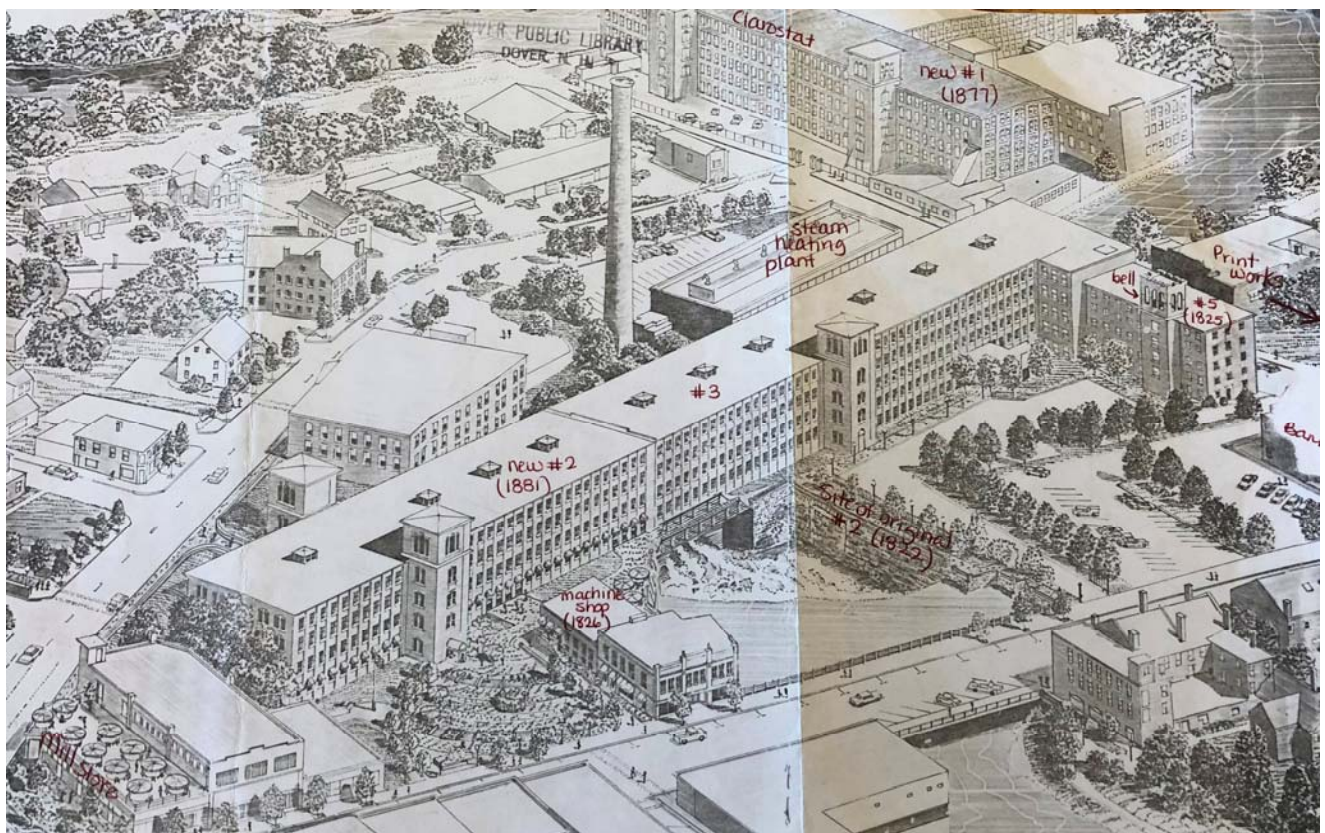 Clarostat
VER PUBLIC LIBRARY
DOVER N. H.
new #1
(1877)
steam
heating
plant
Print
works
bell
#5
(1825)
#3
new #2
(1881)
Site of original
#2 (1822)
machine
shop
(1826)
Mill Store